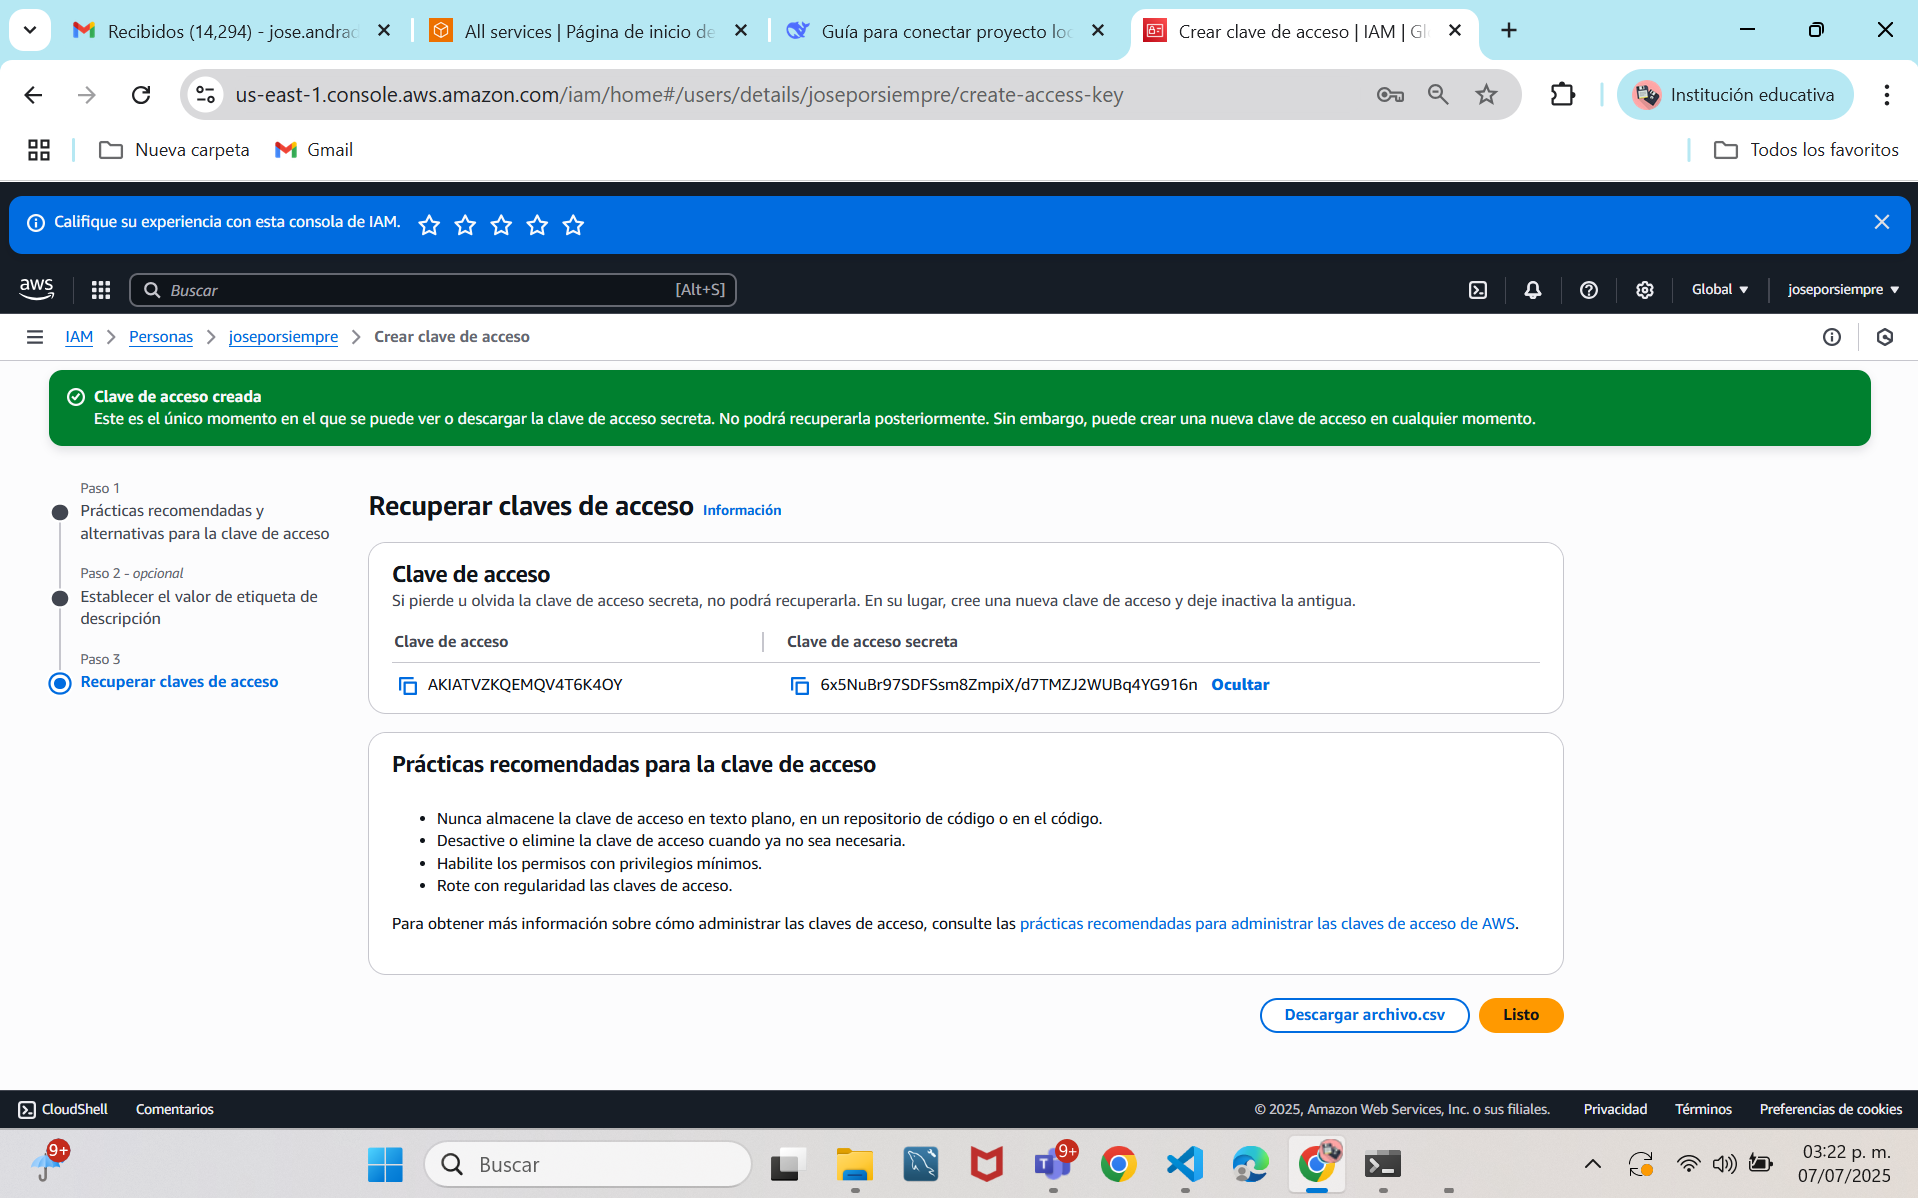 Recibidos (14,294) - jose.andrad
All services | Página de inicio de
Guía para conectar proyecto loc
Crear clave de acceso | IAM | Gl
us-east-1.console.aws.amazon.com/iam/home#/users/details/joseporsiempre/create-access-key
Institución educativa
Nueva carpeta
Gmail
Todos los favoritos
Califique su experiencia con esta consola de IAM.
aws
Buscar
[Alt+S]
Global
joseporsiempre
IAM
Personas
joseporsiempre
Crear clave de acceso
Clave de acceso creada
Este es el único momento en el que se puede ver o descargar la clave de acceso secreta. No podrá recuperarla posteriormente. Sin embargo, puede crear una nueva clave de acceso en cualquier momento.
Paso 1
Prácticas recomendadas y
alternativas para la clave de acceso
Paso 2 - opcional
Establecer el valor de etiqueta de
descripción
Paso 3
Recuperar claves de acceso
Recuperar claves de acceso Información
Clave de acceso
Si pierde u olvida la clave de acceso secreta, no podrá recuperarla. En su lugar, cree una nueva clave de acceso y deje inactiva la antigua.
Clave de acceso
Clave de acceso secreta
AKIATVZKQEMQV4T6K4OY
6x5NuBr97SDFSsm8ZmpiX/d7TMZJ2WUBq4YG916n Ocultar
Prácticas recomendadas para la clave de acceso
• Nunca almacene la clave de acceso en texto plano, en un repositorio de código o en el código.
• Desactive o elimine la clave de acceso cuando ya no sea necesaria.
• Habilite los permisos con privilegios mínimos.
• Rote con regularidad las claves de acceso.
Para obtener más información sobre cómo administrar las claves de acceso, consulte las prácticas recomendadas para administrar las claves de acceso de AWS.
Descargar archivo.csv
Listo
CloudShell
Comentarios
© 2025, Amazon Web Services, Inc. o sus filiales.
Privacidad
Términos
Preferencias de cookies
9+
Buscar
9+
03:22 p. m.
07/07/2025